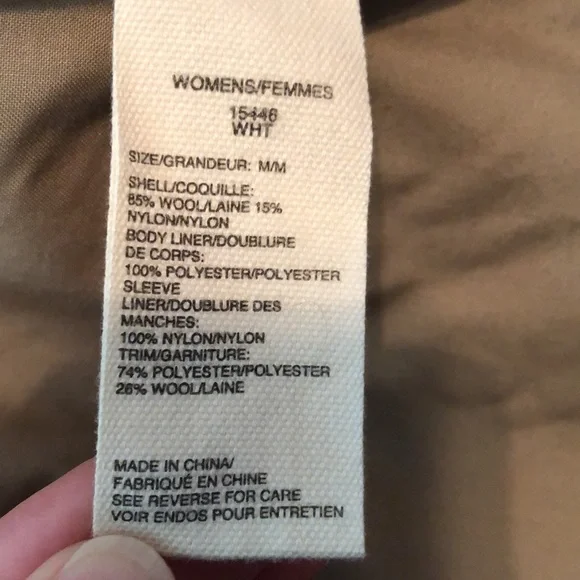 WOMENS/FEMMES
15446
WHT
SIZE/GRANDEUR: M/M
SHELL/COQUILLE:
85% WOOL/LAINE 15%
NYLON/NYLON
BODY LINER/DOUBLURE
DE CORPS:
100% POLYESTER/POLYESTER
SLEEVE
LINER/DOUBLURE DES
MANCHES:
100% NYLON/NYLON
TRIM/GARNITURE:
74% POLYESTER/POLYESTER
26% WOOL/LAINE
MADE IN CHINA/
FABRIQUÉ EN CHINE
SEE REVERSE FOR CARE
VOIR ENDOS POUR ENTRETIEN